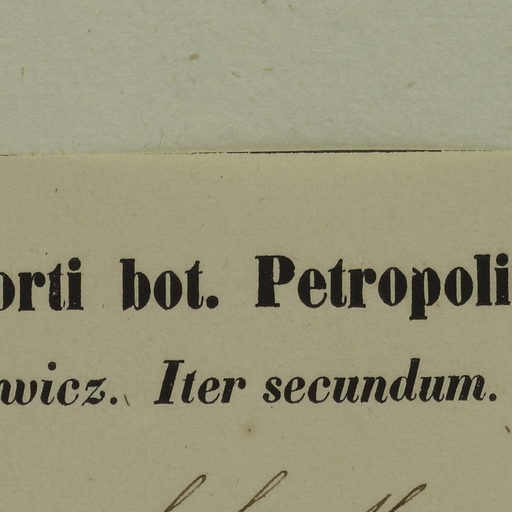 orti bot. Petropoli
wicz. Iter secundum.